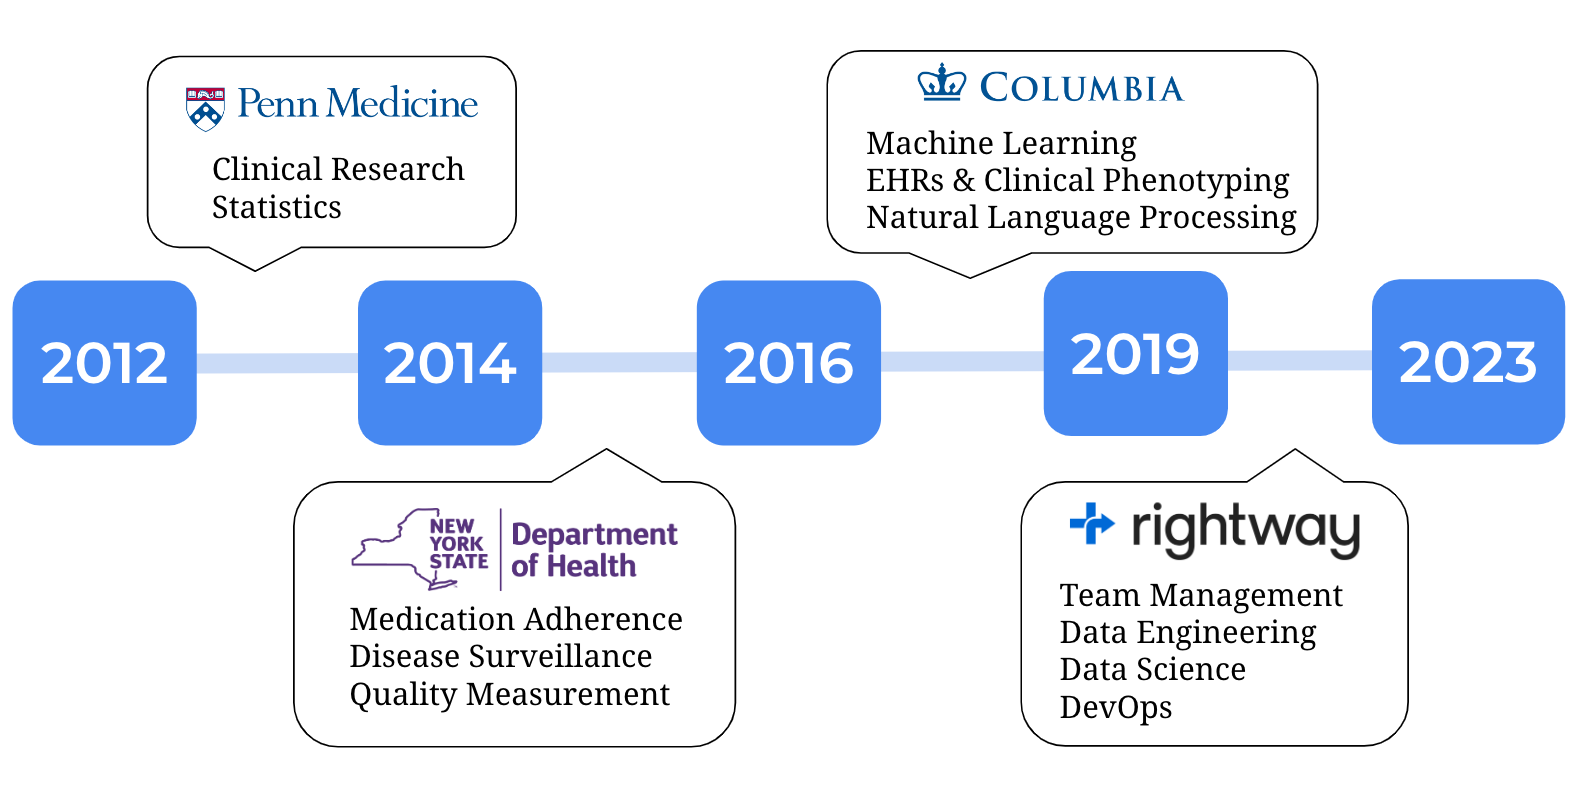 Penn Medicine
Clinical Research
Statistics
COLUMBIA
Machine Learning
EHRs & Clinical Phenotyping
Natural Language Processing
2012
2014
2016
2019
2023
NEW
YORK
STATE
Department
of Health
Medication Adherence
Disease Surveillance
Quality Measurement
rightway
Team Management
Data Engineering
Data Science
DevOps